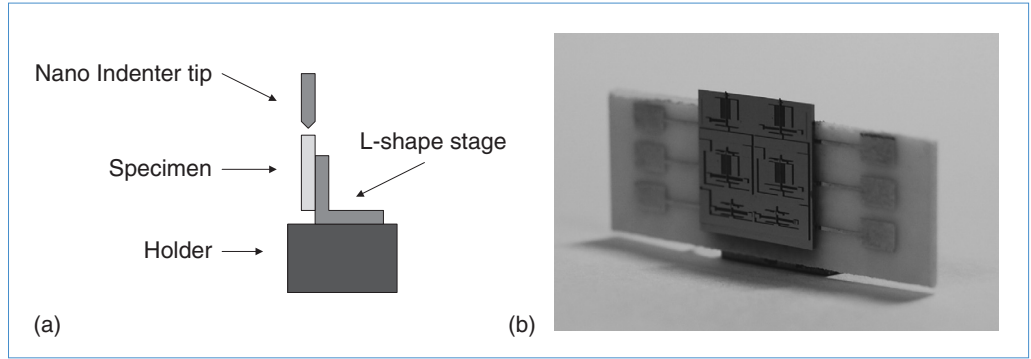 Nano Indenter tip
L-shape stage
Specimen
Holder
(a)
(b)